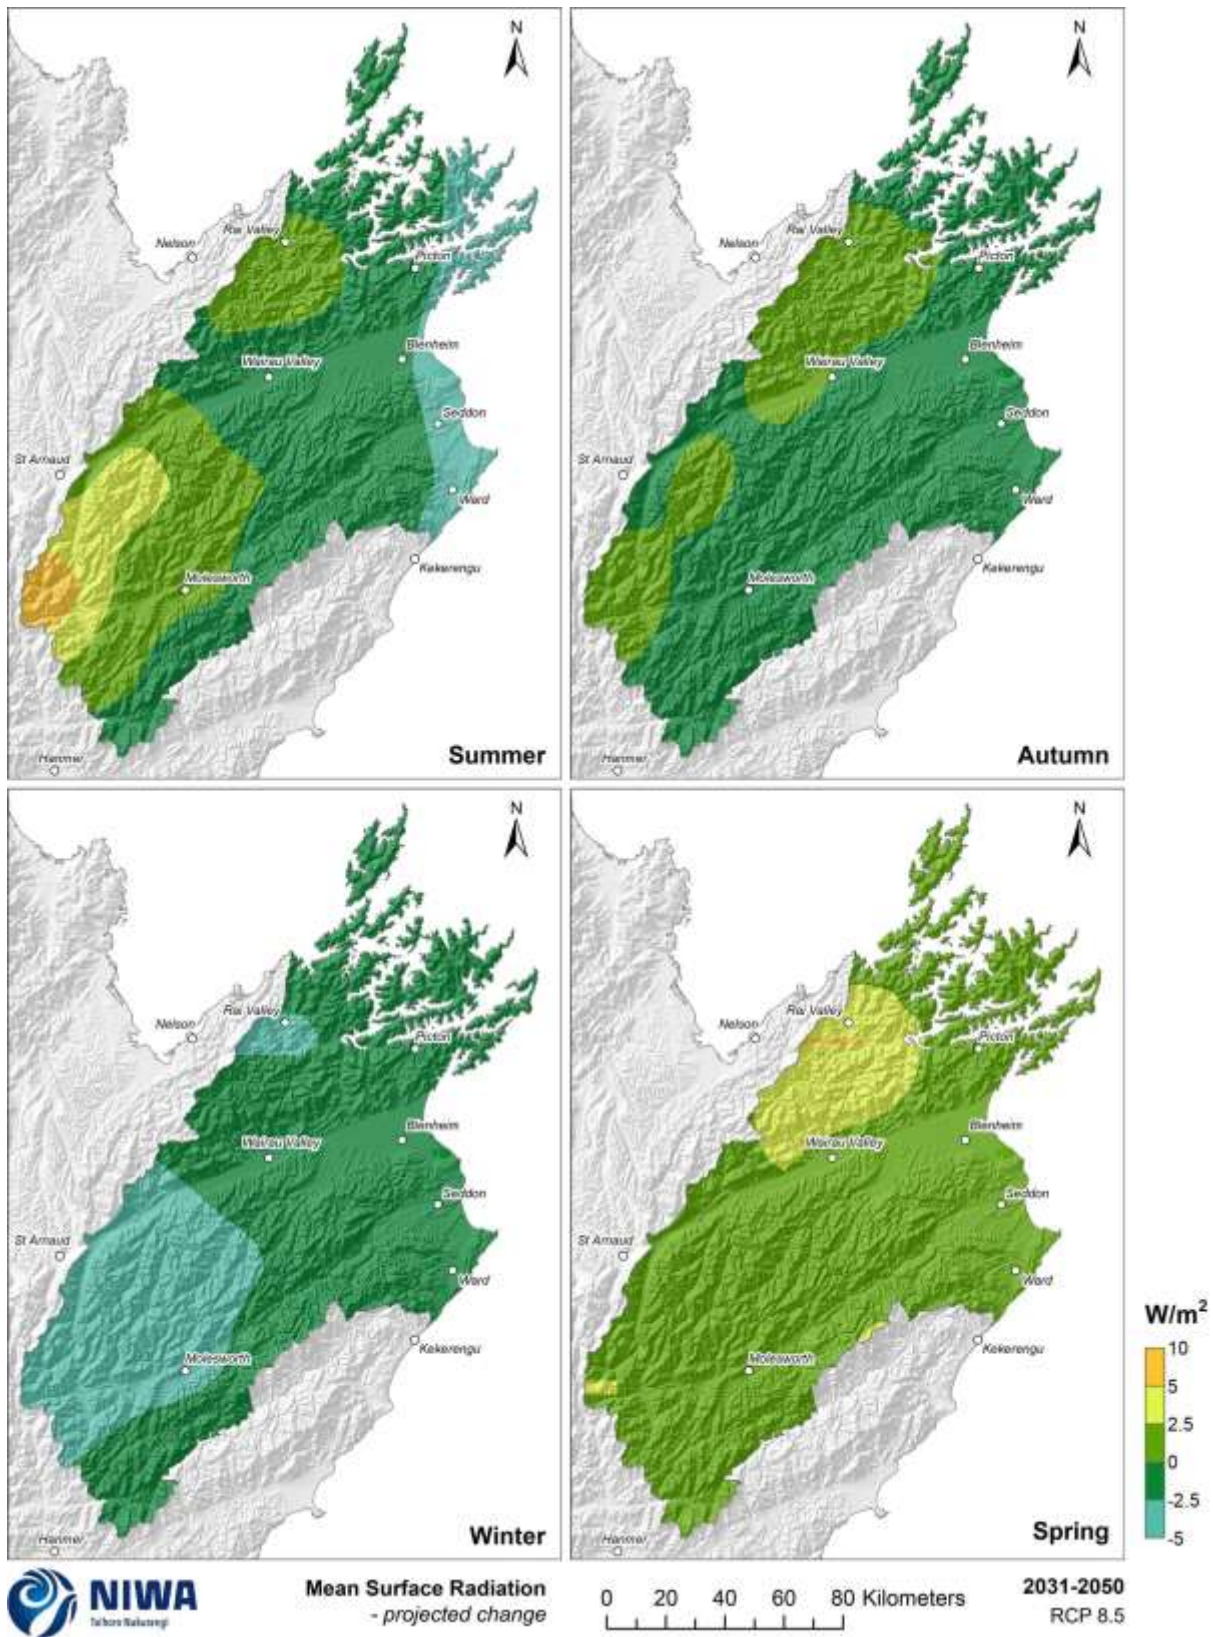 N
Nelson
Rai Valley
Picton
Wairau Valley
Blenheim
Seddon
St Arnaud
Ward
Kekerengu
Molesworth
Hanmer
Summer
N
Nelson
Rai Valley
Picton
Wairau Valley
Blenheim
Seddon
St Arnaud
Ward
Kekerengu
Molesworth
Hanmer
Autumn
N
Nelson
Rai Valley
Picton
Wairau Valley
Blenheim
Seddon
St Arnaud
Ward
Kekerengu
Molesworth
Hanmer
Winter
N
Nelson
Rai Valley
Picton
Wairau Valley
Blenheim
Seddon
St Arnaud
Ward
Kekerengu
Molesworth
Hanmer
Spring
W/m²
10
5
2.5
0
-2.5
-5
NIWA
Taihoro Nukurangi
Mean Surface Radiation
- projected change
0 20 40 60 80 Kilometers
2031-2050
RCP 8.5